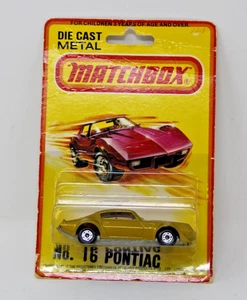 FOR CHILDREN 3 YEARS OF AGE AND OVER.
DIE CAST
METAL
MATCHBOX
®
No. 16 PONTIAC